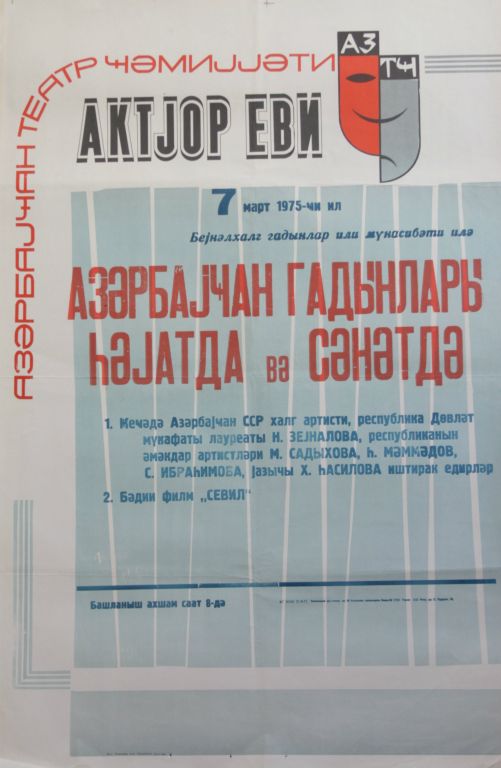 АЗӘРБАЈҸАН ТЕАТР ҸӘМИЈЈӘТИ
АЗ
ТҸ
АКТЈОР ЕВИ
7 март 1975-чи ил
Бејнәлхалг гадынлар или мүнасибәти илә
АЗӘРБАЈҸАН ГАДЫНЛАРЫ
ҺӘЈАТДА вә СӘНӘТДӘ
1. Кечәдә Азәрбајҹан ССР халг артисти, республика Дөвләт
мүкафаты лауреаты Н. ЗЕЈНАЛОВА, республиканын
әмәкдар артистләри М. САДЫХОВА, Һ. МӘММӘДОВ,
С. ИБРАҺИМОВА, јазычы Х. ҺАСИЛОВА иштирак едирләр
2. Бәдии филм „СЕВИЛ"
Башланыш ахшам саат 8-дә